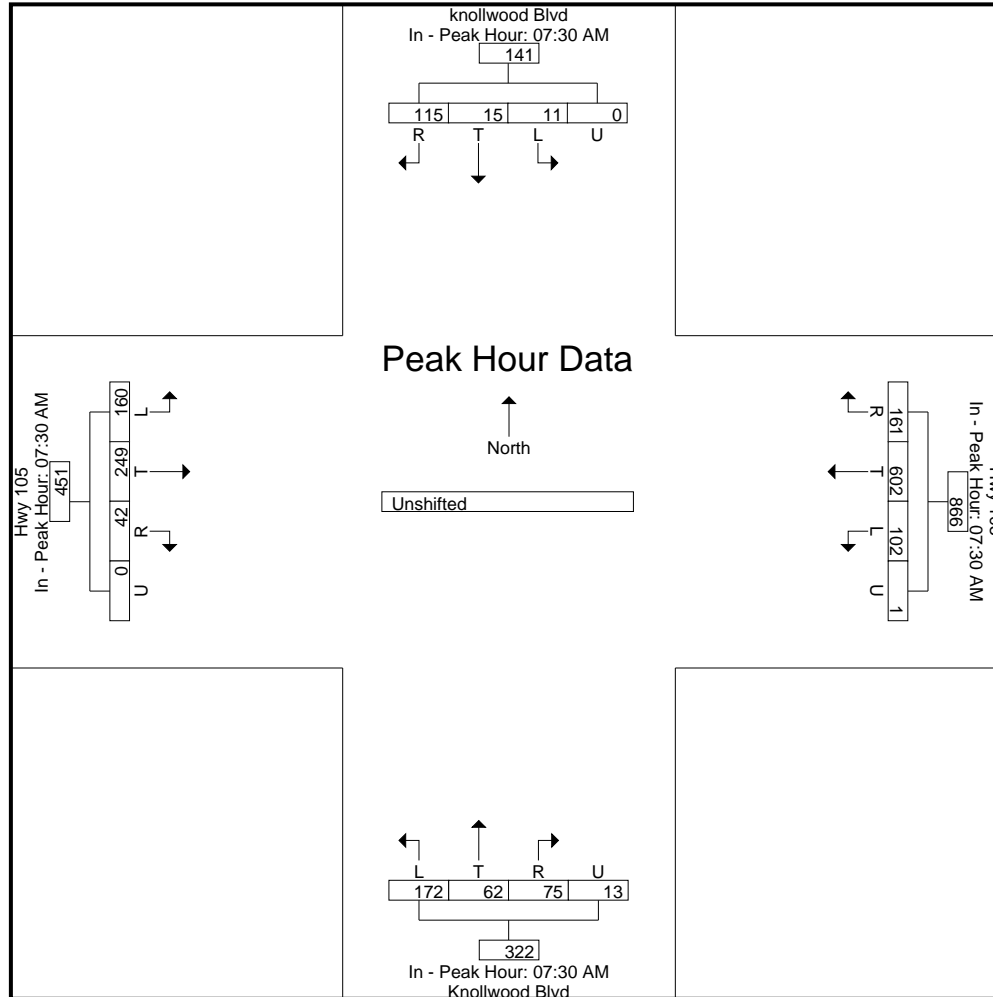 knollwood Blvd
In - Peak Hour: 07:30 AM
141
115 15 11 0
R T L U
Peak Hour Data
North
Unshifted
Hwy 105
In - Peak Hour: 07:30 AM
451
160 249 42 0
L T R U
In - Peak Hour: 07:30 AM
866
161 602 102 1
R T L U
L T R U
172 62 75 13
322
In - Peak Hour: 07:30 AM
Knollwood Blvd